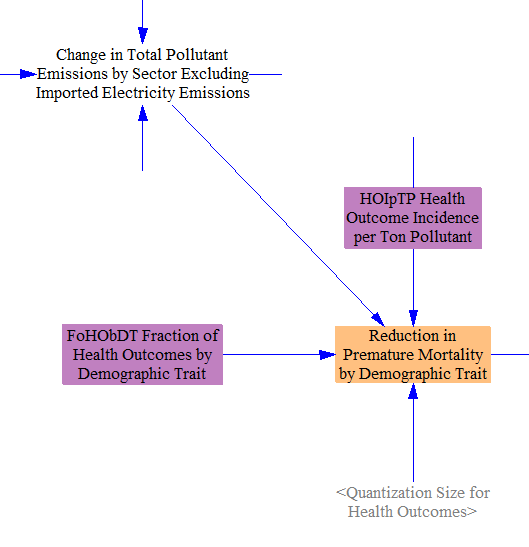 Change in Total Pollutant
Emissions by Sector Excluding
Imported Electricity Emissions
HOIpTP Health
Outcome Incidence
per Ton Pollutant
FoHObDT Fraction of
Health Outcomes by
Demographic Trait
Reduction in
Premature Mortality
by Demographic Trait
<Quantization Size for
Health Outcomes>